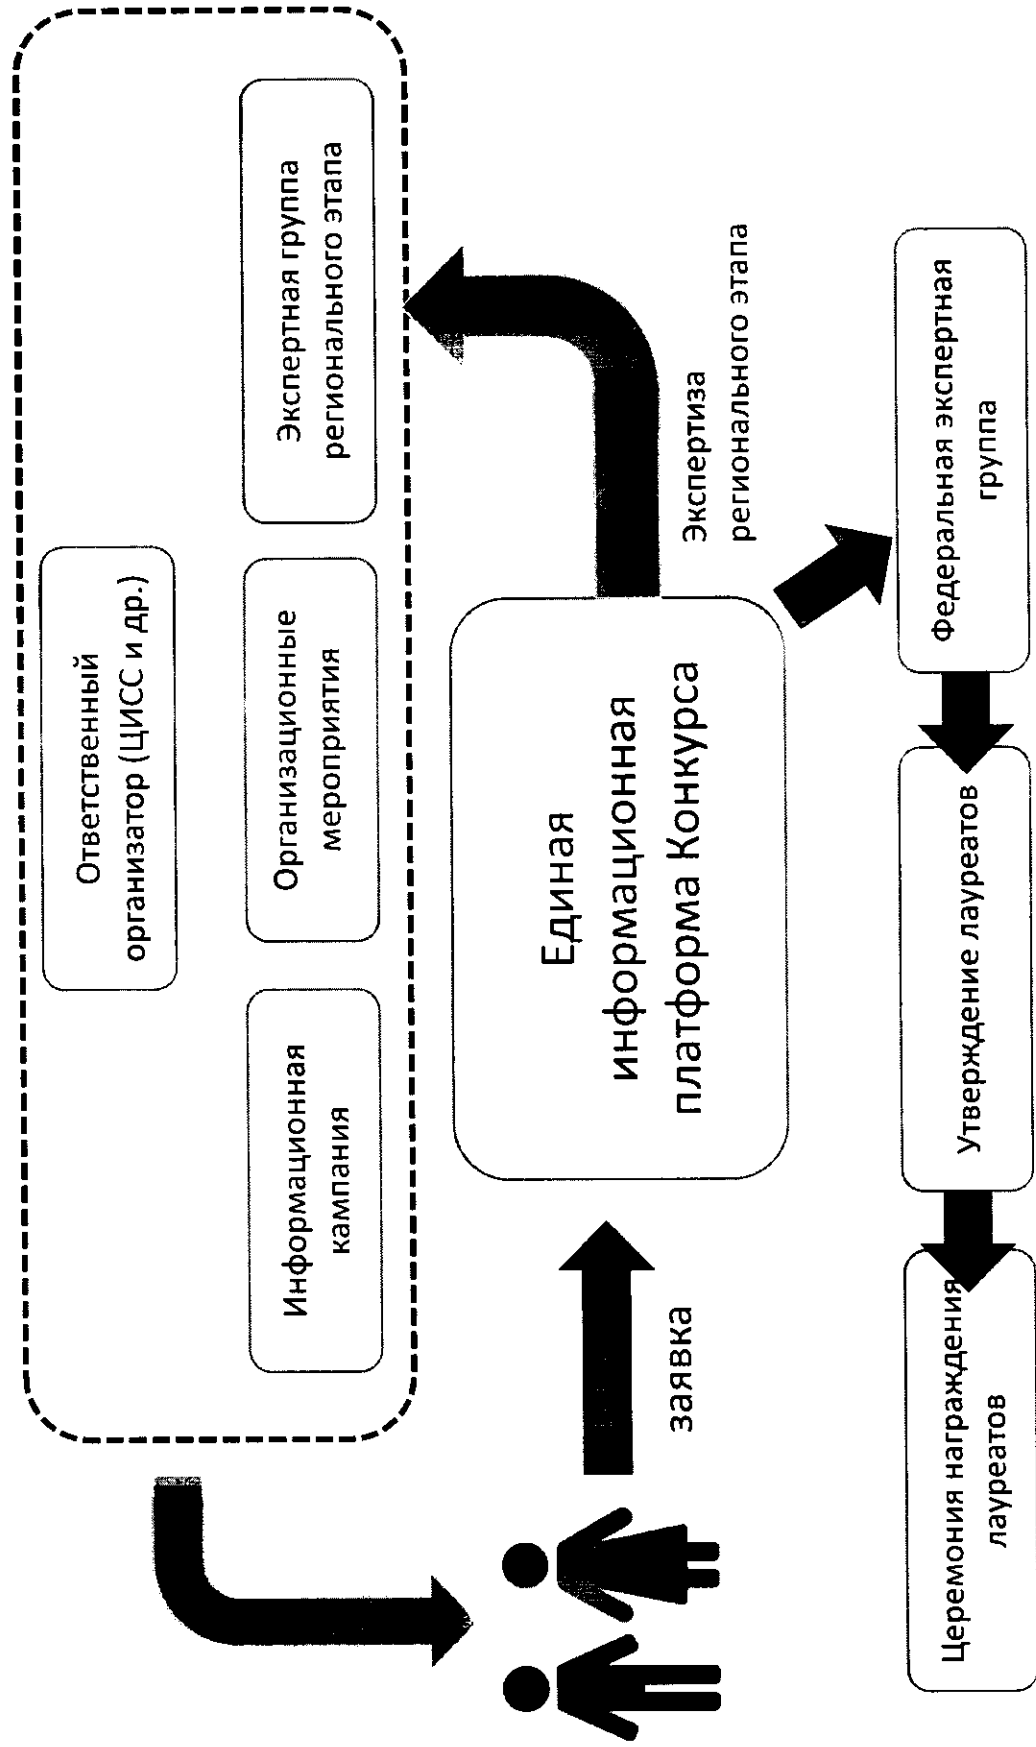 Ответственный
организатор (ЦИСС и др.)
Информационная
кампания
Организационные
мероприятия
Экспертная группа
регионального этапа
заявка
Единая
информационная
платформа Конкурса
Экспертиза
регионального этапа
Церемония награждения
лауреатов
Утверждение лауреатов
Федеральная экспертная
группа